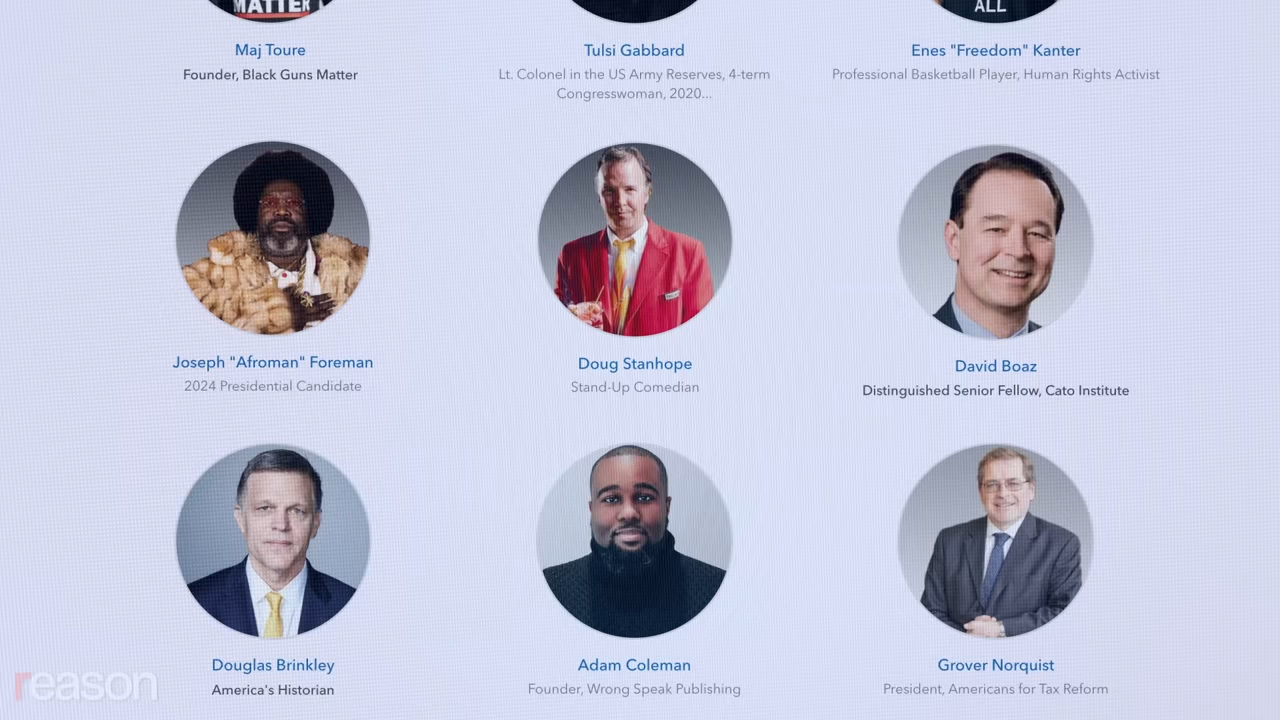 MATTER
ALL
Maj Toure
Tulsi Gabbard
Enes "Freedom" Kanter
Founder, Black Guns Matter
Lt. Colonel in the US Army Reserves, 4-term
Congresswoman, 2020...
Professional Basketball Player, Human Rights Activist
Joseph "Afroman" Foreman
Doug Stanhope
David Boaz
2024 Presidential Candidate
Stand-Up Comedian
Distinguished Senior Fellow, Cato Institute
Douglas Brinkley
Adam Coleman
Grover Norquist
America's Historian
Founder, Wrong Speak Publishing
President, Americans for Tax Reform
reason